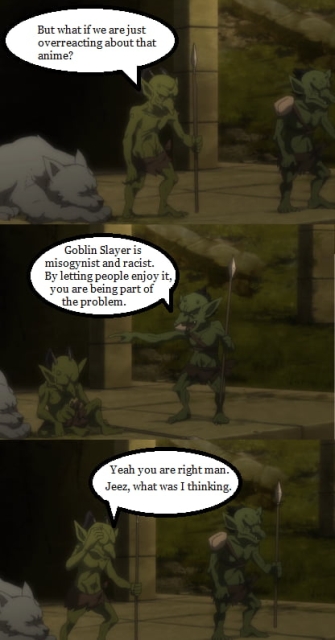 But what if we are just
overreacting about that
anime?
Goblin Slayer is
misogynist and racist.
By letting people enjoy it,
you are being part of
the problem.
Yeah you are right man.
Jeez, what was I thinking.